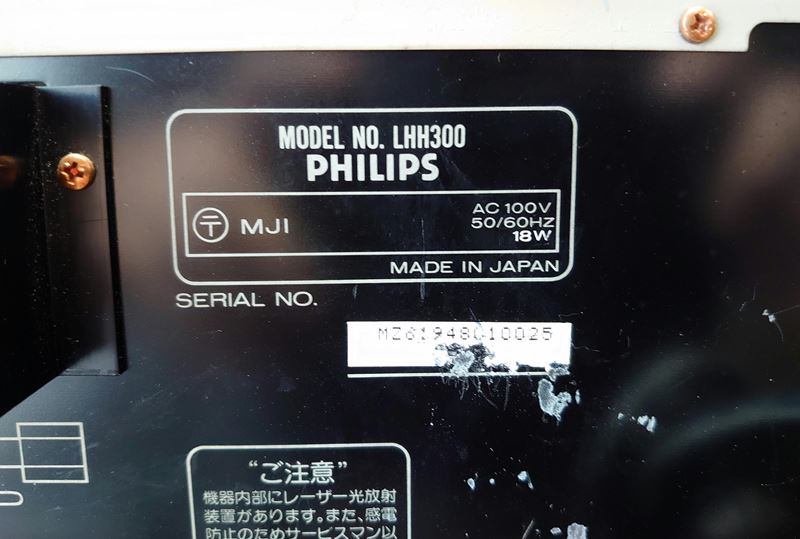 MODEL NO. LHH300
PHILIPS
〒 MJI
AC 100V
50/60HZ
18W
MADE IN JAPAN
SERIAL NO.
MZ61948010025
“ご注意”
機器内部にレーザー光放射
装置があります。また、感電
防止のためサービスマン以